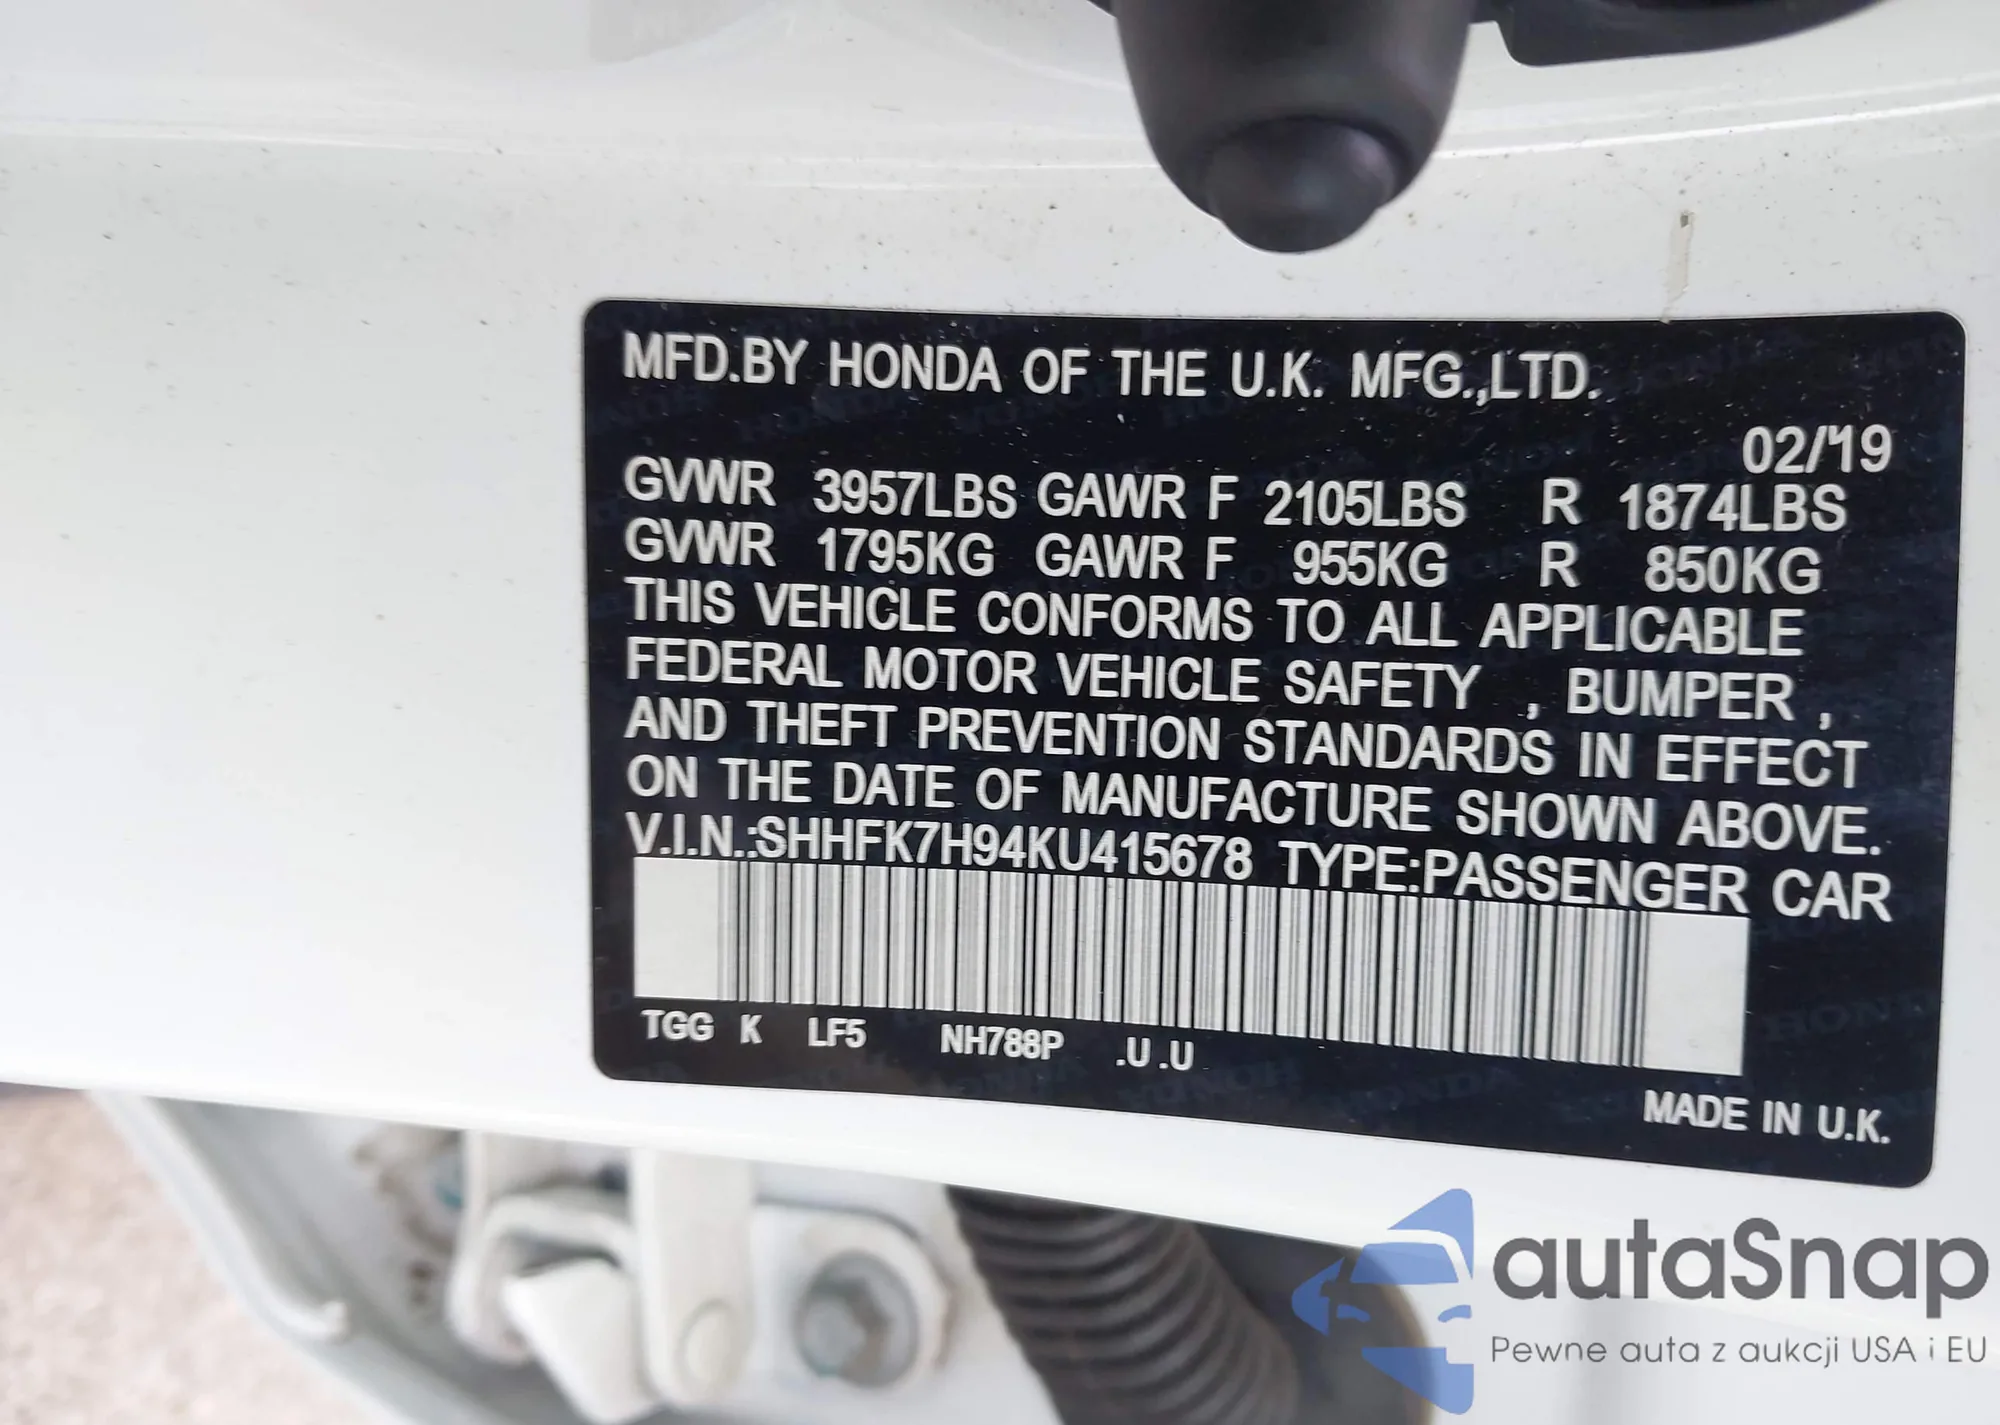 MFD.BY HONDA OF THE U.K. MFG.,LTD.
02/'19
GVWR 3957LBS GAWR F 2105LBS R 1874LBS
GVWR 1795KG GAWR F 955KG R 850KG
THIS VEHICLE CONFORMS TO ALL APPLICABLE
FEDERAL MOTOR VEHICLE SAFETY , BUMPER ,
AND THEFT PREVENTION STANDARDS IN EFFECT
ON THE DATE OF MANUFACTURE SHOWN ABOVE.
V.I.N.:SHHFK7H94KU415678 TYPE:PASSENGER CAR
TGG K LF5 NH788P .U .U
MADE IN U.K.
autaSnap
Pewne auta z aukcji USA i EU